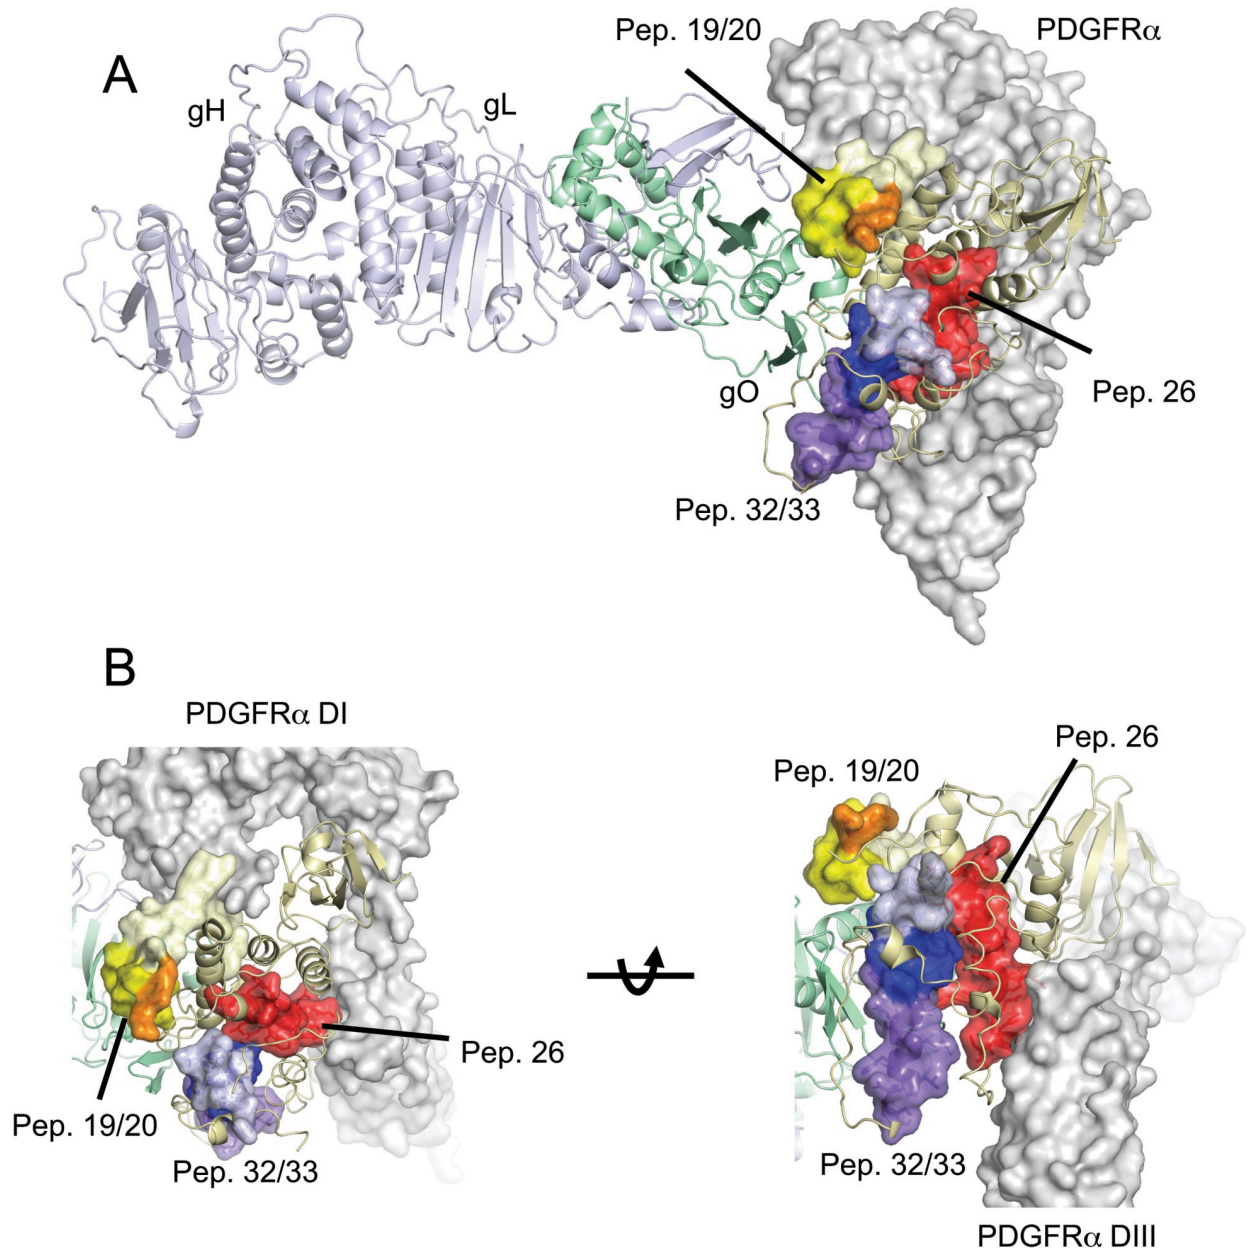 A
gH
gL
Pep. 19/20
PDGFRα
gO
Pep. 26
Pep. 32/33
B
PDGFRα DI
Pep. 26
Pep. 19/20
Pep. 32/33
Pep. 26
Pep. 19/20
Pep. 32/33
PDGFRα DIII